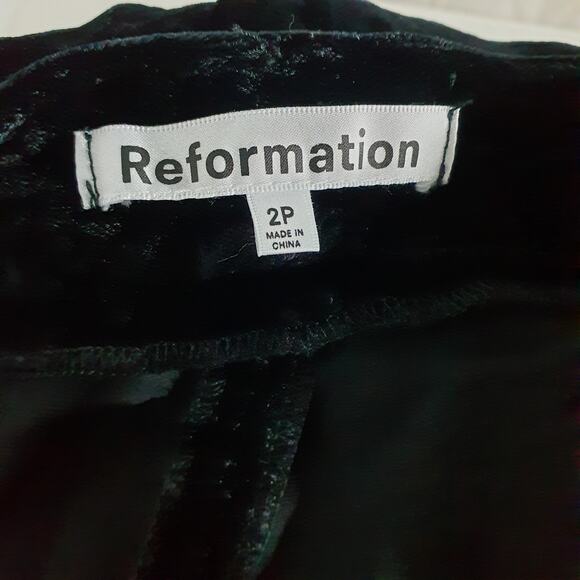 Reformation
2P
MADE IN
CHINA